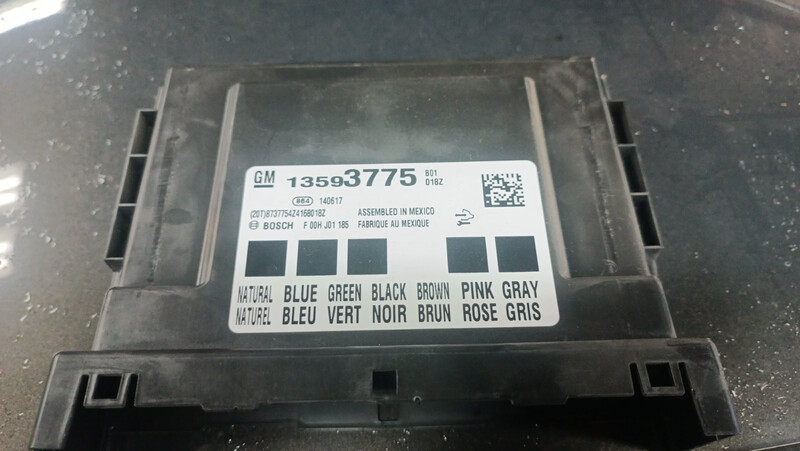 GM 13593775 B01
018Z
864 140617
(20T)8737754Z4168018Z ASSEMBLED IN MEXICO
BOSCH F 00H J01 185 FABRIQUE AU MEXIQUE
NATURAL BLUE GREEN BLACK BROWN PINK GRAY
NATUREL BLEU VERT NOIR BRUN ROSE GRIS